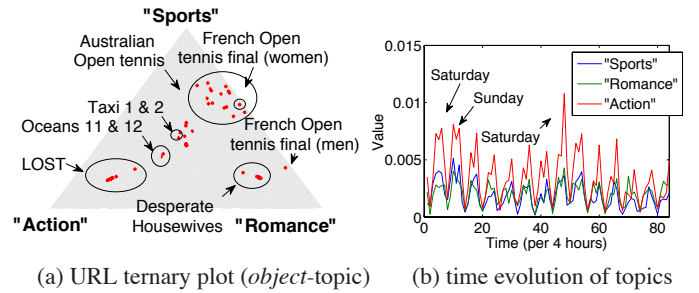 "Sports"
Australian
Open tennis
French Open
tennis final (women)
Taxi 1 & 2
Oceans 11 & 12
LOST
French Open
tennis final (men)
Desperate
Housewives
"Action"
"Romance"
(a) URL ternary plot (object-topic)
0.015
0.01
0.005
0
Value
Saturday
Sunday
Saturday
"Sports"
"Romance"
"Action"
0 20 40 60 80
Time (per 4 hours)
(b) time evolution of topics